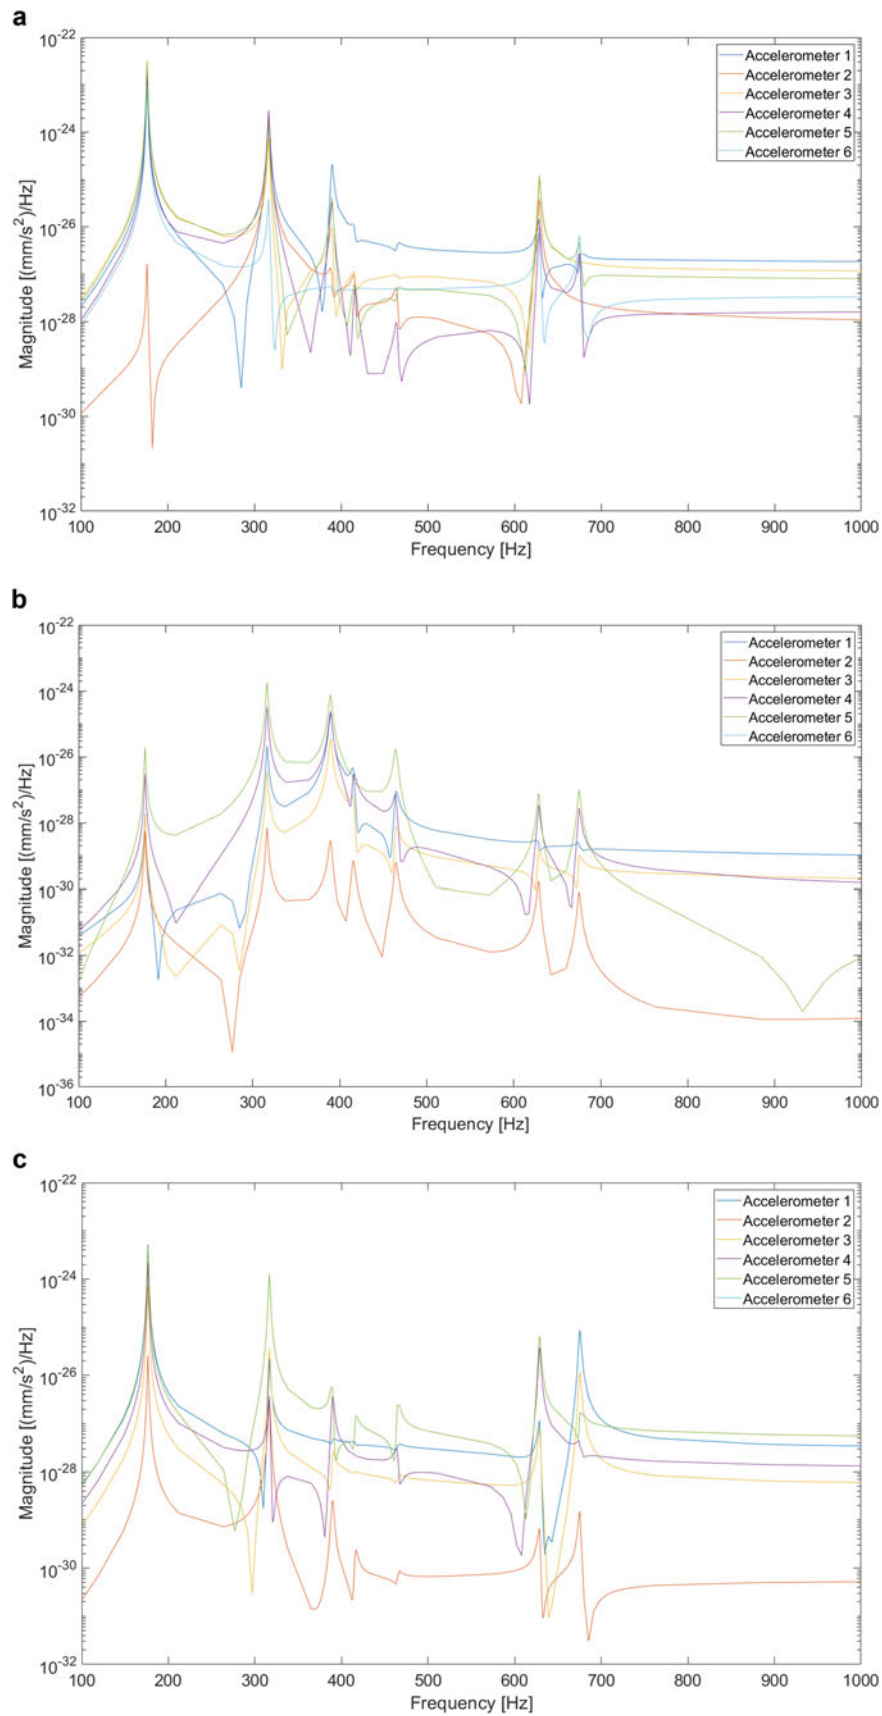 a
10^-22
10^-24
10^-26
10^-28
10^-30
10^-32
Magnitude [(mm/s²)/Hz]
100 200 300 400 500 600 700 800 900 1000
Frequency [Hz]
Accelerometer 1
Accelerometer 2
Accelerometer 3
Accelerometer 4
Accelerometer 5
Accelerometer 6
b
10^-22
10^-24
10^-26
10^-28
10^-30
10^-32
10^-34
10^-36
Magnitude [(mm/s²)/Hz]
100 200 300 400 500 600 700 800 900 1000
Frequency [Hz]
Accelerometer 1
Accelerometer 2
Accelerometer 3
Accelerometer 4
Accelerometer 5
Accelerometer 6
c
10^-22
10^-24
10^-26
10^-28
10^-30
10^-32
Magnitude [(mm/s²)/Hz]
100 200 300 400 500 600 700 800 900 1000
Frequency [Hz]
Accelerometer 1
Accelerometer 2
Accelerometer 3
Accelerometer 4
Accelerometer 5
Accelerometer 6